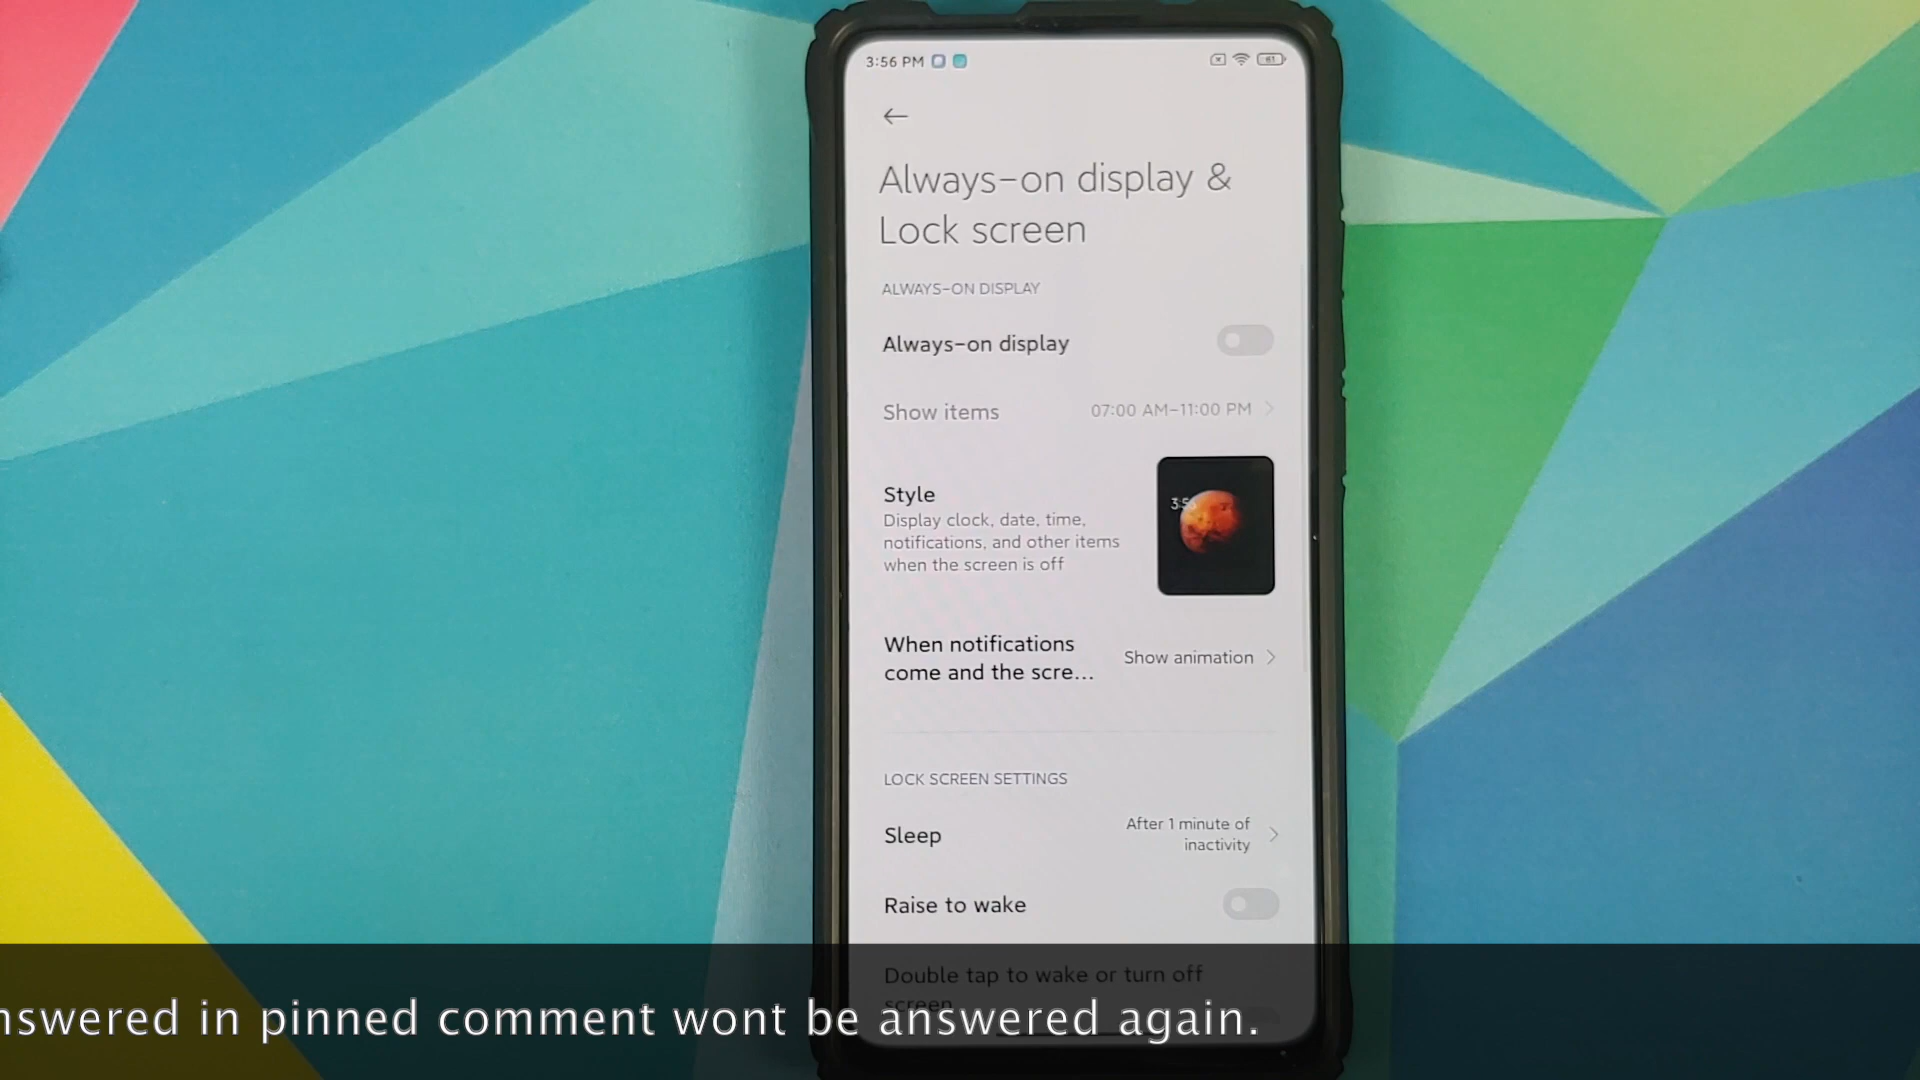 3:56 PM
61
Always-on display &
Lock screen
ALWAYS-ON DISPLAY
Always-on display
Show items
07:00 AM-11:00 PM
Style
Display clock, date, time,
notifications, and other items
when the screen is off
When notifications
come and the scre...
Show animation
LOCK SCREEN SETTINGS
Sleep
After 1 minute of
inactivity
Raise to wake
Double tap to wake or turn off
screen
nswered in pinned comment wont be answered again.